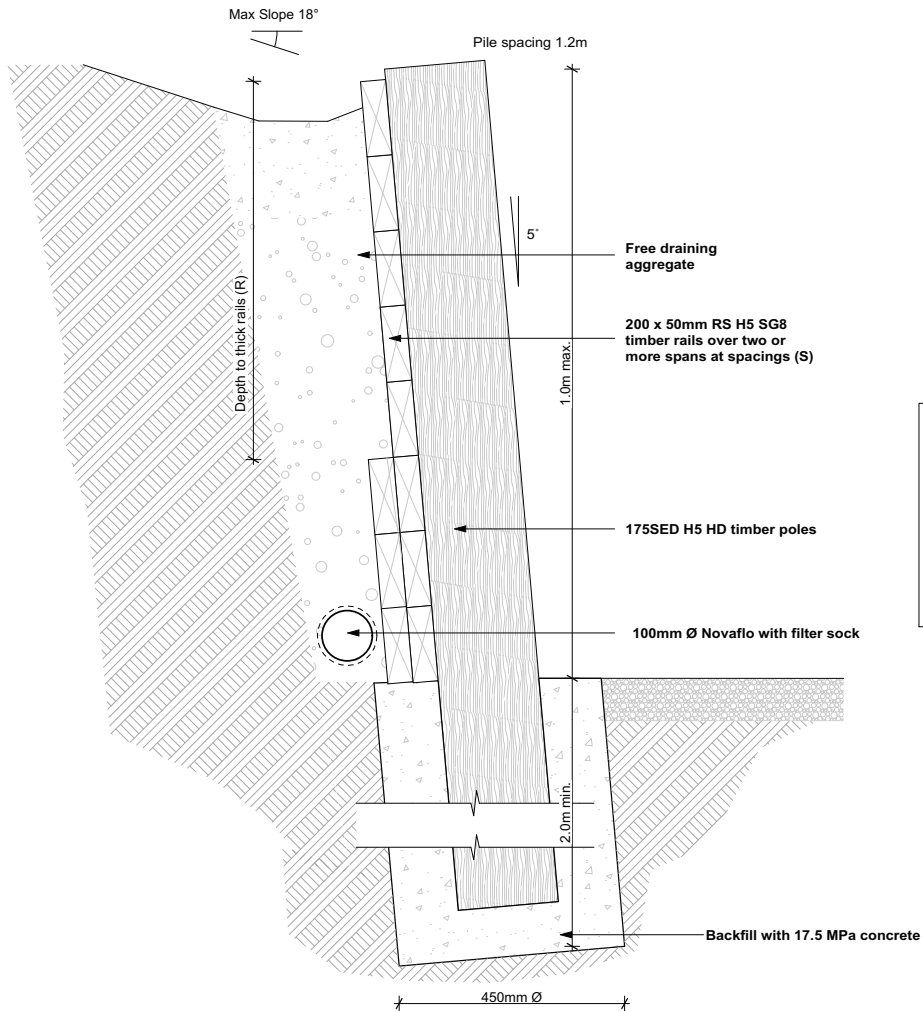 Max Slope 18°
Pile spacing 1.2m
5°
Free draining
aggregate
Depth to thick rails (R)
200 x 50mm RS H5 SG8
timber rails over two or
more spans at spacings (S)
1.0m max.
175SED H5 HD timber poles
100mm Ø Novaflo with filter sock
2.0m min.
Backfill with 17.5 MPa concrete
450mm Ø